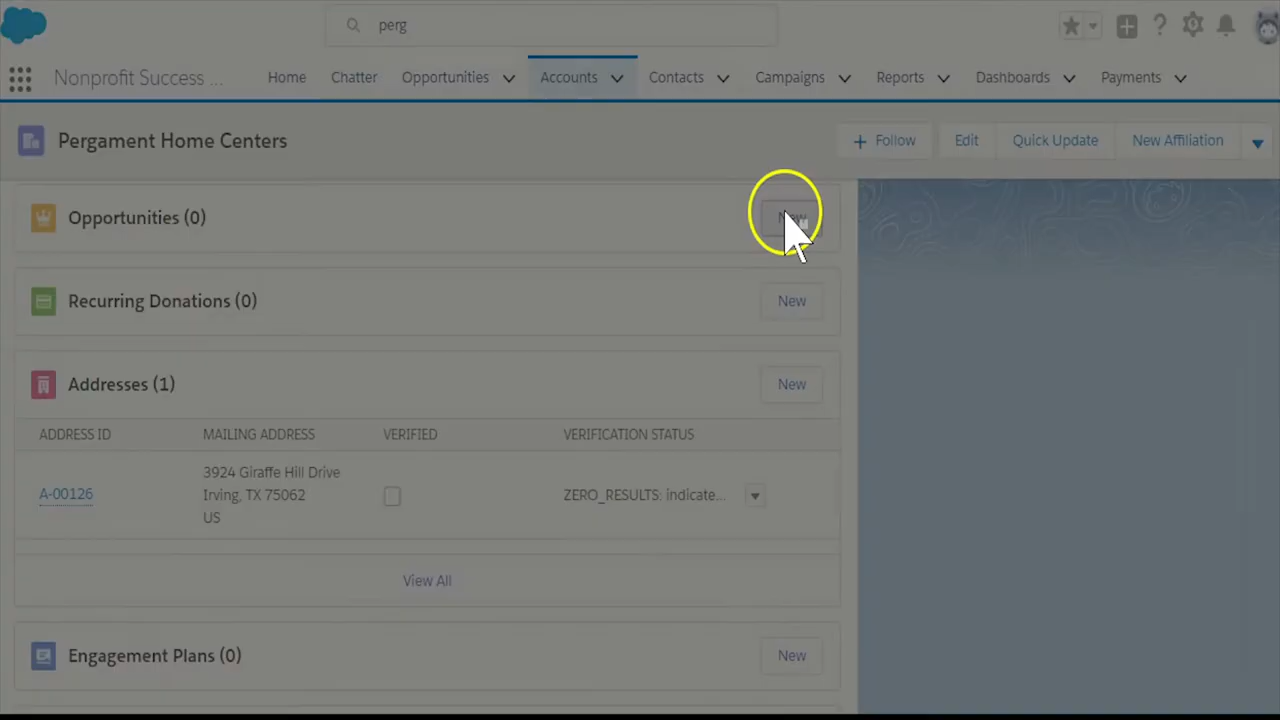 perg
Nonprofit Success ... Home Chatter Opportunities Accounts Contacts Campaigns Reports Dashboards Payments
Pergament Home Centers + Follow Edit Quick Update New Affiliation
Opportunities (0) New
Recurring Donations (0) New
Addresses (1) New
ADDRESS ID MAILING ADDRESS VERIFIED VERIFICATION STATUS
3924 Giraffe Hill Drive
A-00126 Irving, TX 75062 ZERO_RESULTS: indicate...
US
View All
Engagement Plans (0) New